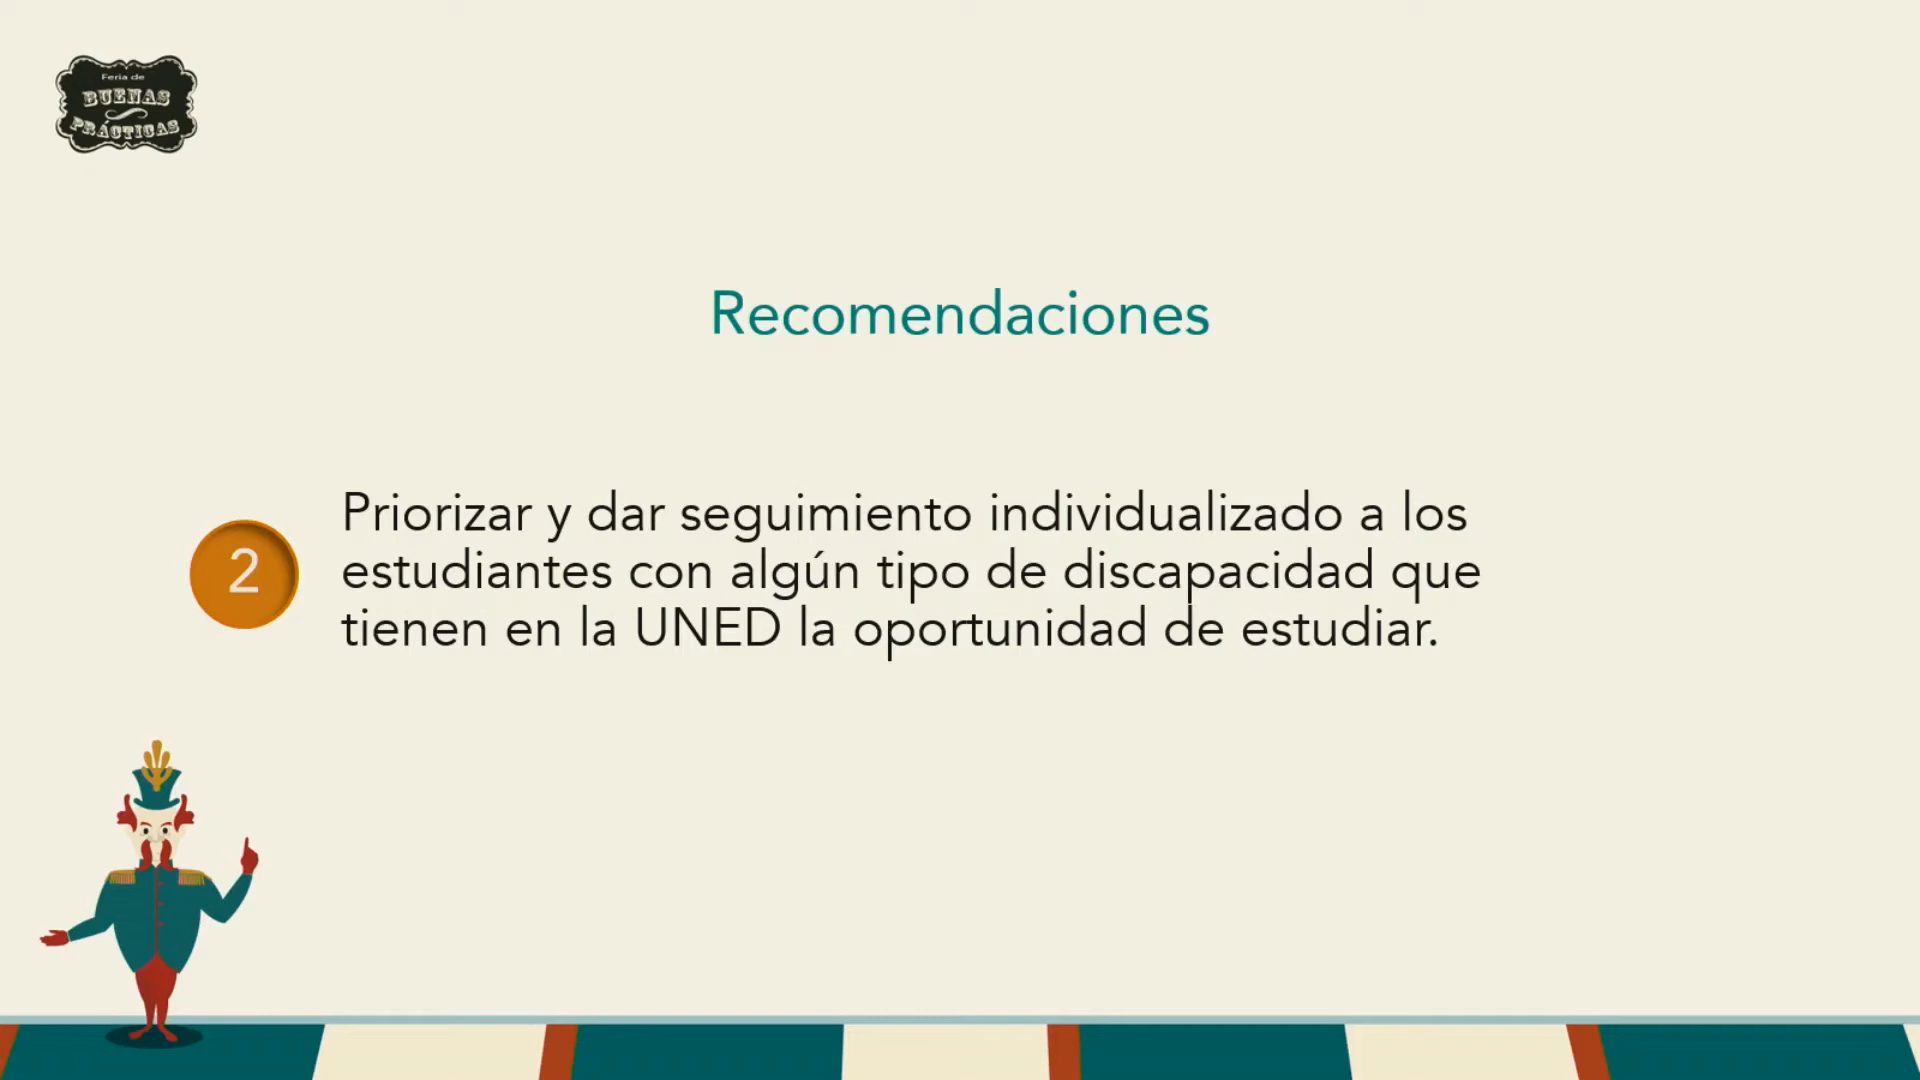 Feria de
BUENAS
PRÁCTICAS
Recomendaciones
2
Priorizar y dar seguimiento individualizado a los
estudiantes con algún tipo de discapacidad que
tienen en la UNED la oportunidad de estudiar.